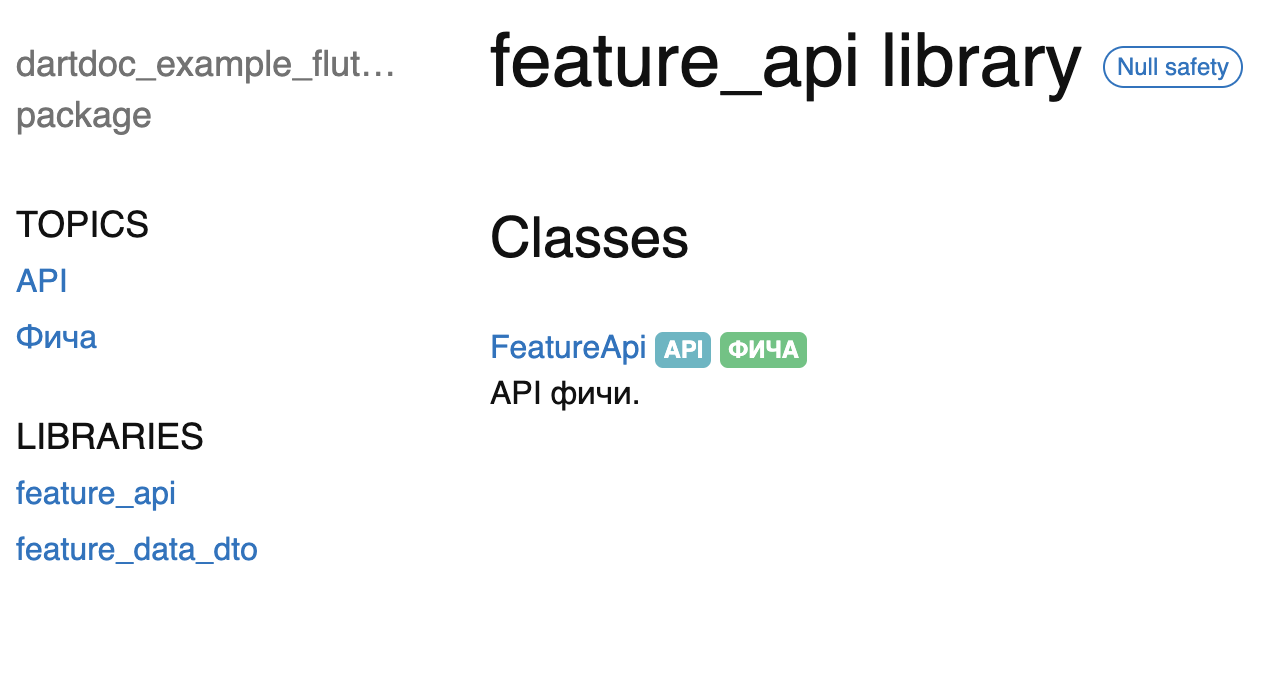 dartdoc_example_flut...
package
TOPICS
API
Фича
LIBRARIES
feature_api
feature_data_dto
feature_api library Null safety
Classes
FeatureApi API ФИЧА
API фичи.